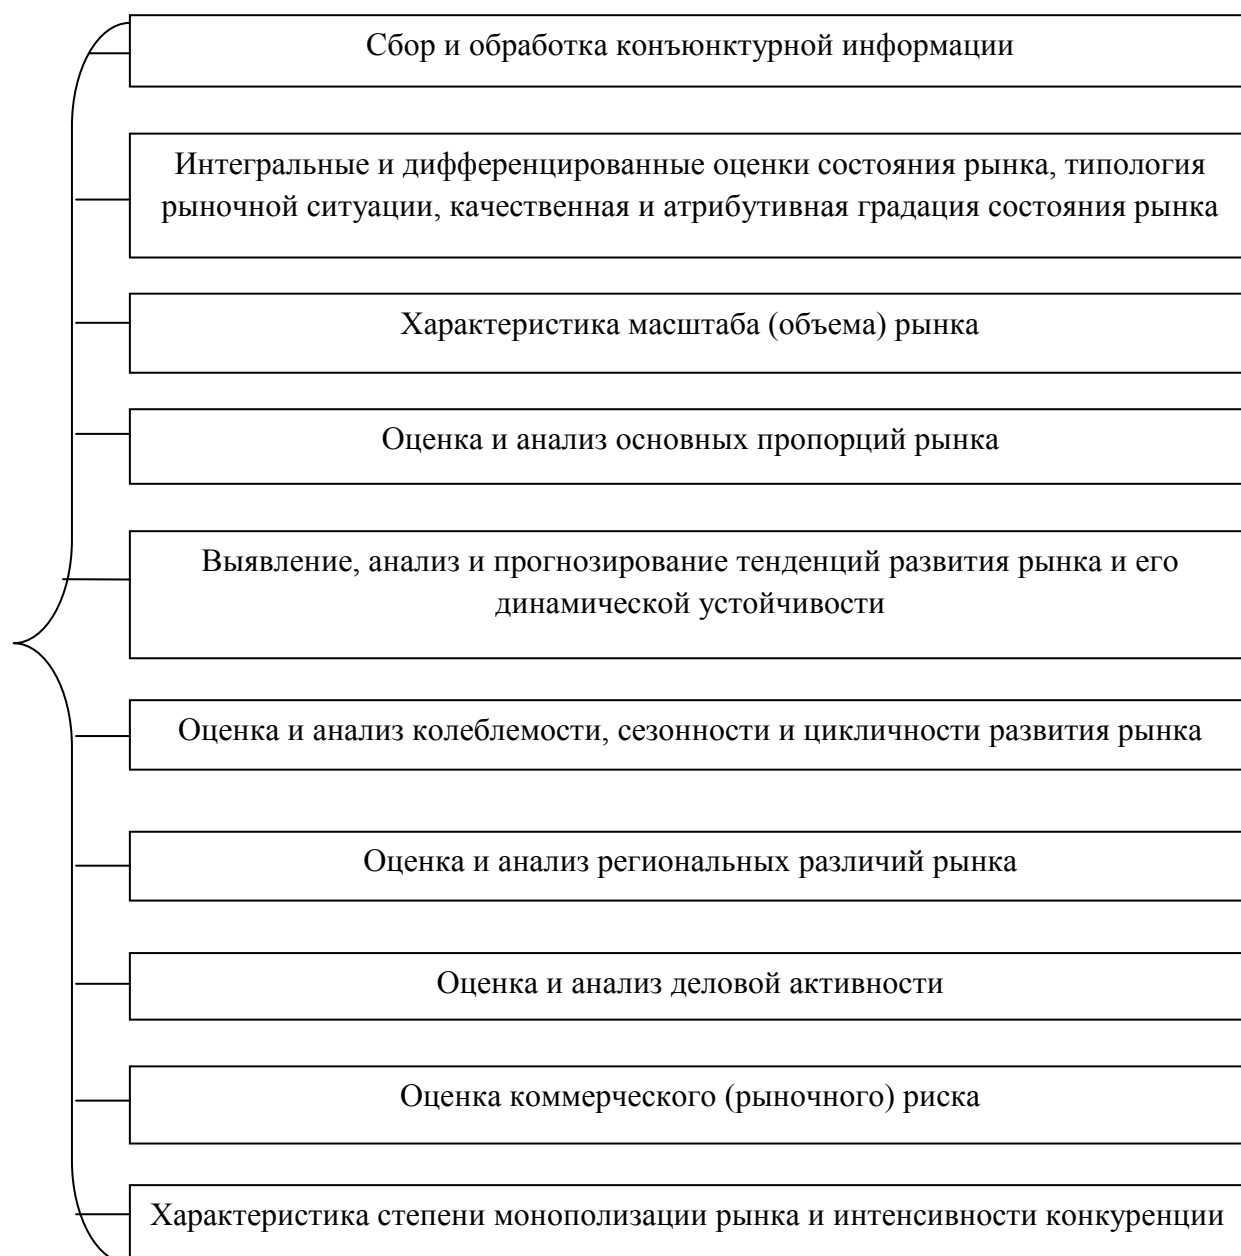 Сбор и обработка конъюнктурной информации
Интегральные и дифференцированные оценки состояния рынка, типология
рыночной ситуации, качественная и атрибутивная градация состояния рынка
Характеристика масштаба (объема) рынка
Оценка и анализ основных пропорций рынка
Выявление, анализ и прогнозирование тенденций развития рынка и его
динамической устойчивости
Оценка и анализ колеблемости, сезонности и цикличности развития рынка
Оценка и анализ региональных различий рынка
Оценка и анализ деловой активности
Оценка коммерческого (рыночного) риска
Характеристика степени монополизации рынка и интенсивности конкуренции